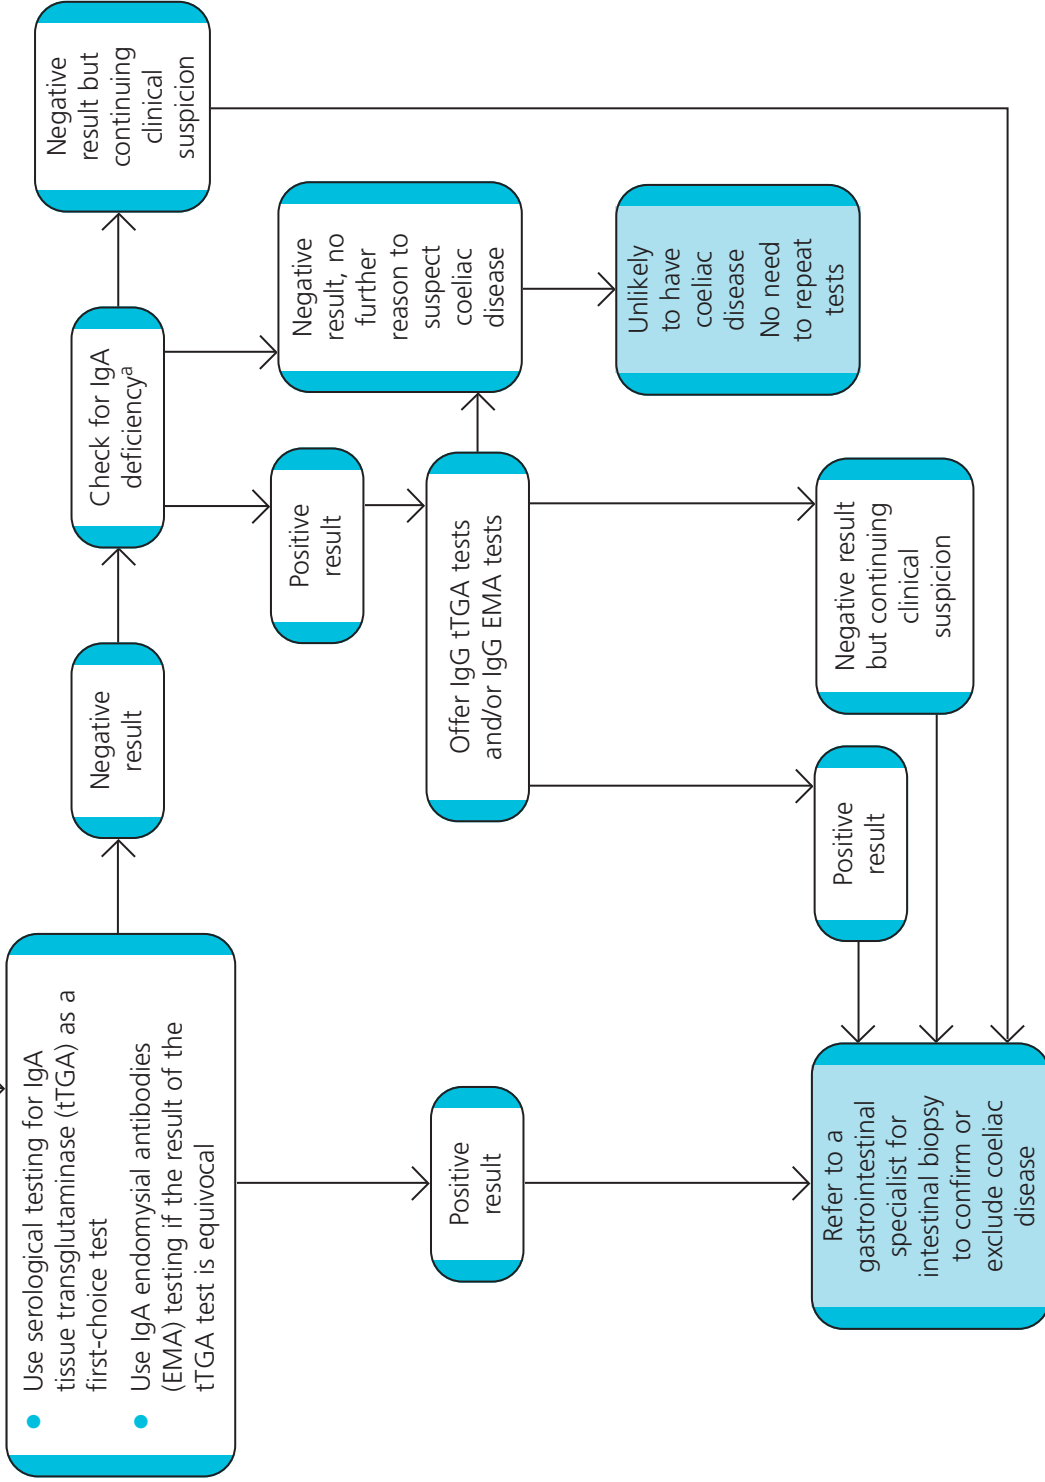 Use serological testing for IgA
tissue transglutaminase (tTGA) as a
first-choice test
Use IgA endomysial antibodies
(EMA) testing if the result of the
tTGA test is equivocal
Negative
result
Check for IgA
deficiencyᵃ
Negative
result but
continuing
clinical
suspicion
Positive
result
Negative
result, no
further
reason to
suspect
coeliac
disease
Offer IgG tTGA tests
and/or IgG EMA tests
Unlikely
to have
coeliac
disease
No need
to repeat
tests
Positive
result
Positive
result
Negative result
but continuing
clinical
suspicion
Refer to a
gastrointestinal
specialist for
intestinal biopsy
to confirm or
exclude coeliac
disease